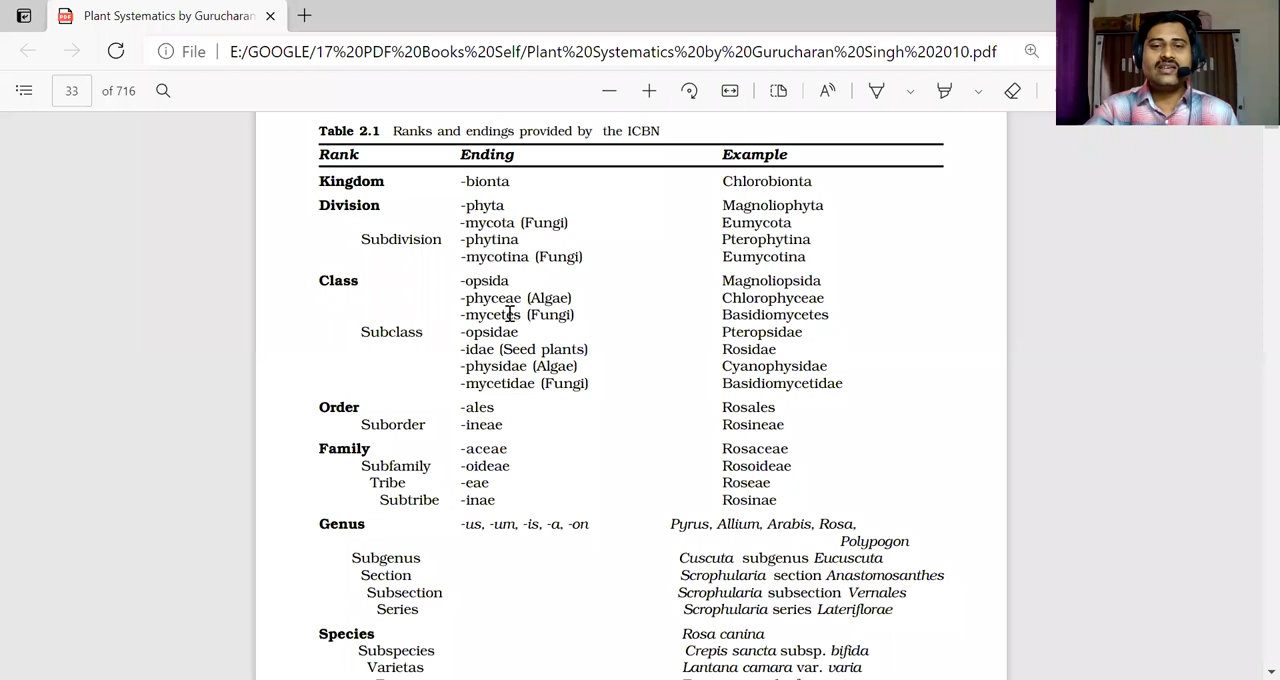 Plant Systematics by Gurucharan
File E:/GOOGLE/17%20PDF%20Books%20Self/Plant%20Systematics%20by%20Gurucharan%20Singh%202010.pdf
33 of 716
Table 2.1 Ranks and endings provided by the ICBN
Rank Ending Example
Kingdom -bionta Chlorobionta
Division -phyta Magnoliophyta
-mycota (Fungi) Eumycota
Subdivision -phytina Pterophytina
-mycotina (Fungi) Eumycotina
Class -opsida Magnoliopsida
-phyceae (Algae) Chlorophyceae
-mycetes (Fungi) Basidiomycetes
Subclass -opsidae Pteropsidae
-idae (Seed plants) Rosidae
-physidae (Algae) Cyanophysidae
-mycetidae (Fungi) Basidiomycetidae
Order -ales Rosales
Suborder -ineae Rosineae
Family -aceae Rosaceae
Subfamily -oideae Rosoideae
Tribe -eae Roseae
Subtribe -inae Rosinae
Genus -us, -um, -is, -a, -on Pyrus, Allium, Arabis, Rosa,
Polypogon
Subgenus Cuscuta subgenus Eucuscuta
Section Scrophularia section Anastomosanthes
Subsection Scrophularia subsection Vernales
Series Scrophularia series Lateriflorae
Species Rosa canina
Subspecies Crepis sancta subsp. bifida
Varietas Lantana camara var. varia